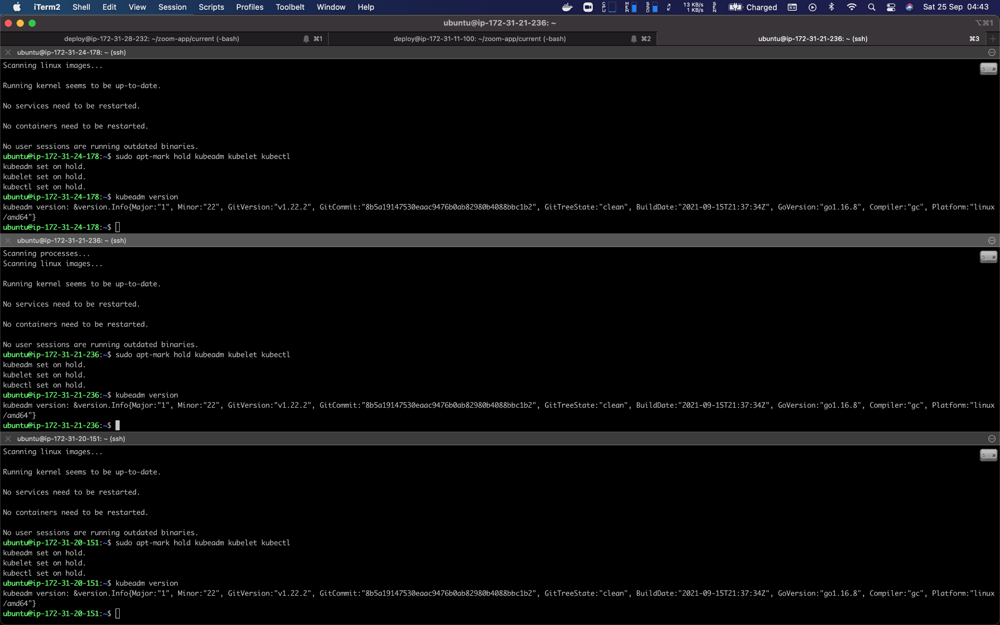 iTerm2 Shell Edit View Session Scripts Profiles Toolbelt Window Help CPU MEM SSD 13 KB/s 1 KB/s SEN Charged Sat 25 Sep 04:43
ubuntu@ip-172-31-21-236: ~ ⌥⌘1
deploy@ip-172-31-28-232: ~/zoom-app/current (-bash) ⌘1 deploy@ip-172-31-11-100: ~/zoom-app/current (-bash) ⌘2 ubuntu@ip-172-31-21-236: ~ (ssh) ⌘3
ubuntu@ip-172-31-24-178: ~ (ssh)
Scanning linux images...
Running kernel seems to be up-to-date.
No services need to be restarted.
No containers need to be restarted.
No user sessions are running outdated binaries.
ubuntu@ip-172-31-24-178:~$ sudo apt-mark hold kubeadm kubelet kubectl
kubeadm set on hold.
kubelet set on hold.
kubectl set on hold.
ubuntu@ip-172-31-24-178:~$ kubeadm version
kubeadm version: &version.Info{Major:"1", Minor:"22", GitVersion:"v1.22.2", GitCommit:"8b5a19147530eaac9476b0ab82980b4088bbc1b2", GitTreeState:"clean", BuildDate:"2021-09-15T21:37:34Z", GoVersion:"go1.16.8", Compiler:"gc", Platform:"linux
/amd64"}
ubuntu@ip-172-31-24-178:~$
ubuntu@ip-172-31-21-236: ~ (ssh)
Scanning processes...
Scanning linux images...
Running kernel seems to be up-to-date.
No services need to be restarted.
No containers need to be restarted.
No user sessions are running outdated binaries.
ubuntu@ip-172-31-21-236:~$ sudo apt-mark hold kubeadm kubelet kubectl
kubeadm set on hold.
kubelet set on hold.
kubectl set on hold.
ubuntu@ip-172-31-21-236:~$ kubeadm version
kubeadm version: &version.Info{Major:"1", Minor:"22", GitVersion:"v1.22.2", GitCommit:"8b5a19147530eaac9476b0ab82980b4088bbc1b2", GitTreeState:"clean", BuildDate:"2021-09-15T21:37:34Z", GoVersion:"go1.16.8", Compiler:"gc", Platform:"linux
/amd64"}
ubuntu@ip-172-31-21-236:~$
ubuntu@ip-172-31-20-151: ~ (ssh)
Scanning linux images...
Running kernel seems to be up-to-date.
No services need to be restarted.
No containers need to be restarted.
No user sessions are running outdated binaries.
ubuntu@ip-172-31-20-151:~$ sudo apt-mark hold kubeadm kubelet kubectl
kubeadm set on hold.
kubelet set on hold.
kubectl set on hold.
ubuntu@ip-172-31-20-151:~$ kubeadm version
kubeadm version: &version.Info{Major:"1", Minor:"22", GitVersion:"v1.22.2", GitCommit:"8b5a19147530eaac9476b0ab82980b4088bbc1b2", GitTreeState:"clean", BuildDate:"2021-09-15T21:37:34Z", GoVersion:"go1.16.8", Compiler:"gc", Platform:"linux
/amd64"}
ubuntu@ip-172-31-20-151:~$